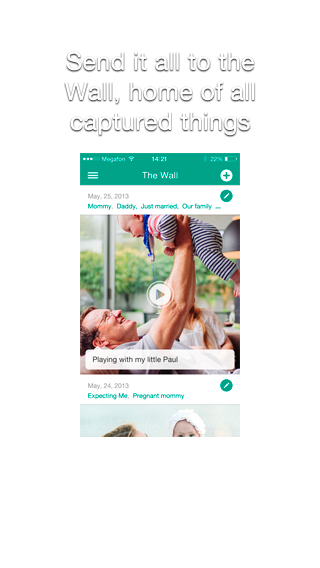 Send it all to the
Wall, home of all
captured things
Megafon 14:21 22%
The Wall
May, 25, 2013
Mommy, Daddy, Just married, Our family ...
Playing with my little Paul
May, 24, 2013
Expecting Me, Pregnant mommy